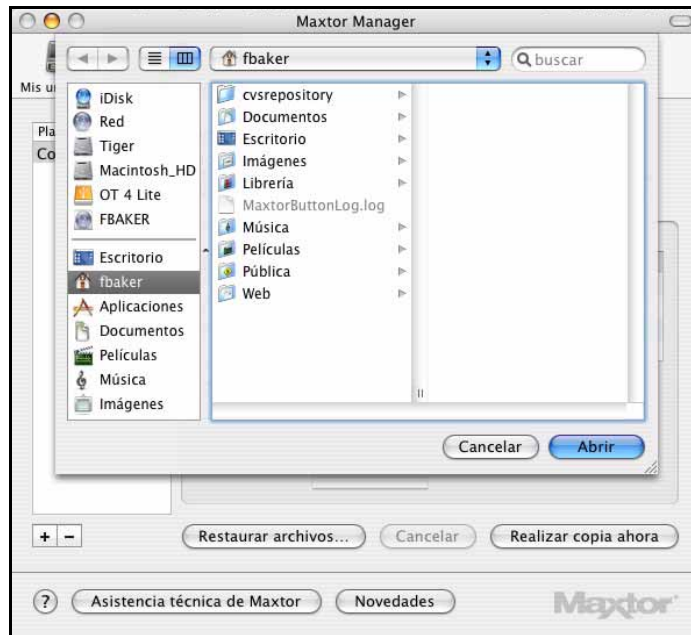 Maxtor Manager
fbaker
buscar
Mis u
Pla
Co
iDisk
Red
Tiger
Macintosh_HD
OT 4 Lite
FBAKER
Escritorio
fbaker
Aplicaciones
Documentos
Películas
Música
Imágenes
cvsrepository
Documentos
Escritorio
Imágenes
Librería
MaxtorButtonLog.log
Música
Películas
Pública
Web
Cancelar
Abrir
+ −
Restaurar archivos...
Cancelar
Realizar copia ahora
?
Asistencia técnica de Maxtor
Novedades
Maxtor